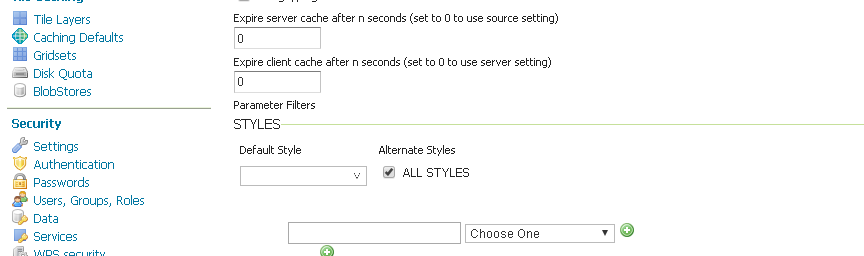 Tile Layers
Caching Defaults
Gridsets
Disk Quota
BlobStores
Security
Settings
Authentication
Passwords
Users, Groups, Roles
Data
Services
WPS security
Expire server cache after n seconds (set to 0 to use source setting)
0
Expire client cache after n seconds (set to 0 to use server setting)
0
Parameter Filters
STYLES
Default Style
Alternate Styles
ALL STYLES
Choose One